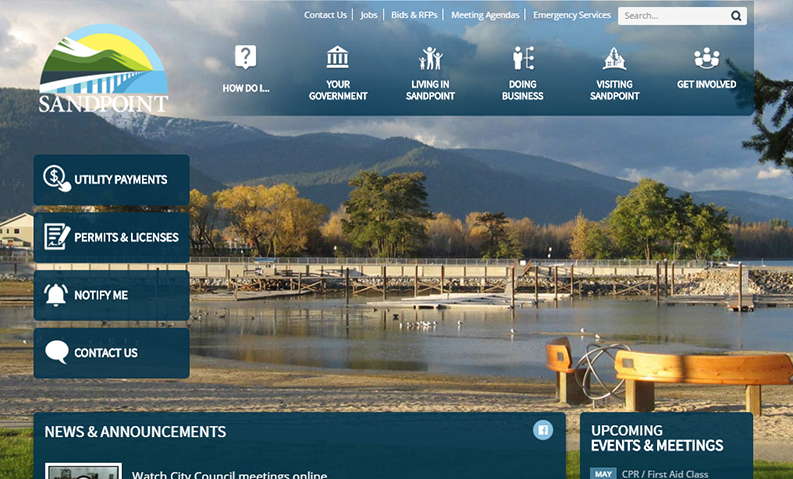 Contact Us | Jobs | Bids & RFPs | Meeting Agendas | Emergency Services
Search...
SANDPOINT
HOW DO I...
YOUR
GOVERNMENT
LIVING IN
SANDPOINT
DOING
BUSINESS
VISITING
SANDPOINT
GET INVOLVED
UTILITY PAYMENTS
PERMITS & LICENSES
NOTIFY ME
CONTACT US
NEWS & ANNOUNCEMENTS
Watch City Council meetings online
UPCOMING
EVENTS & MEETINGS
MAY
CPR / First Aid Class